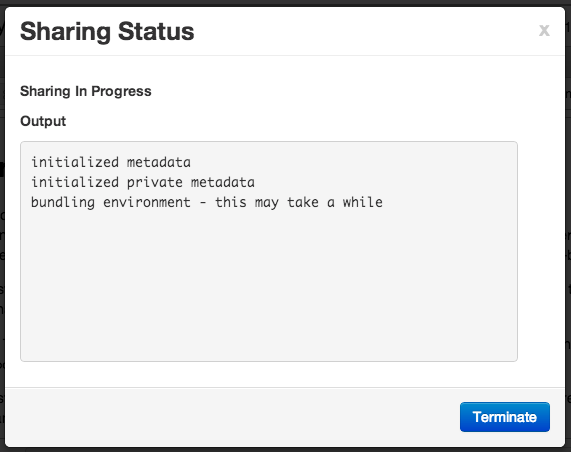 Sharing Status
x
Sharing In Progress
Output
initialized metadata
initialized private metadata
bundling environment - this may take a while
Terminate